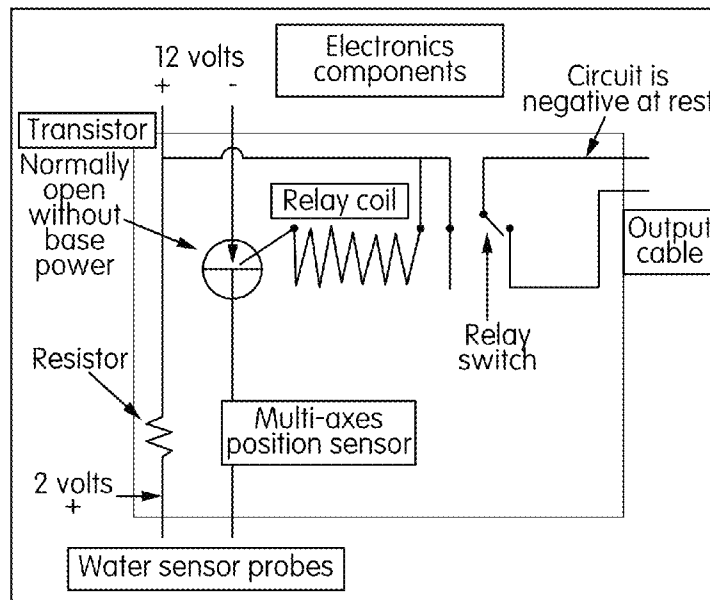 12 volts
+ -
Electronics
components
Circuit is
negative at rest
Transistor
Normally
open
without
base
power
Relay coil
Output
cable
Relay
switch
Resistor
Multi-axes
position sensor
2 volts
+
Water sensor probes